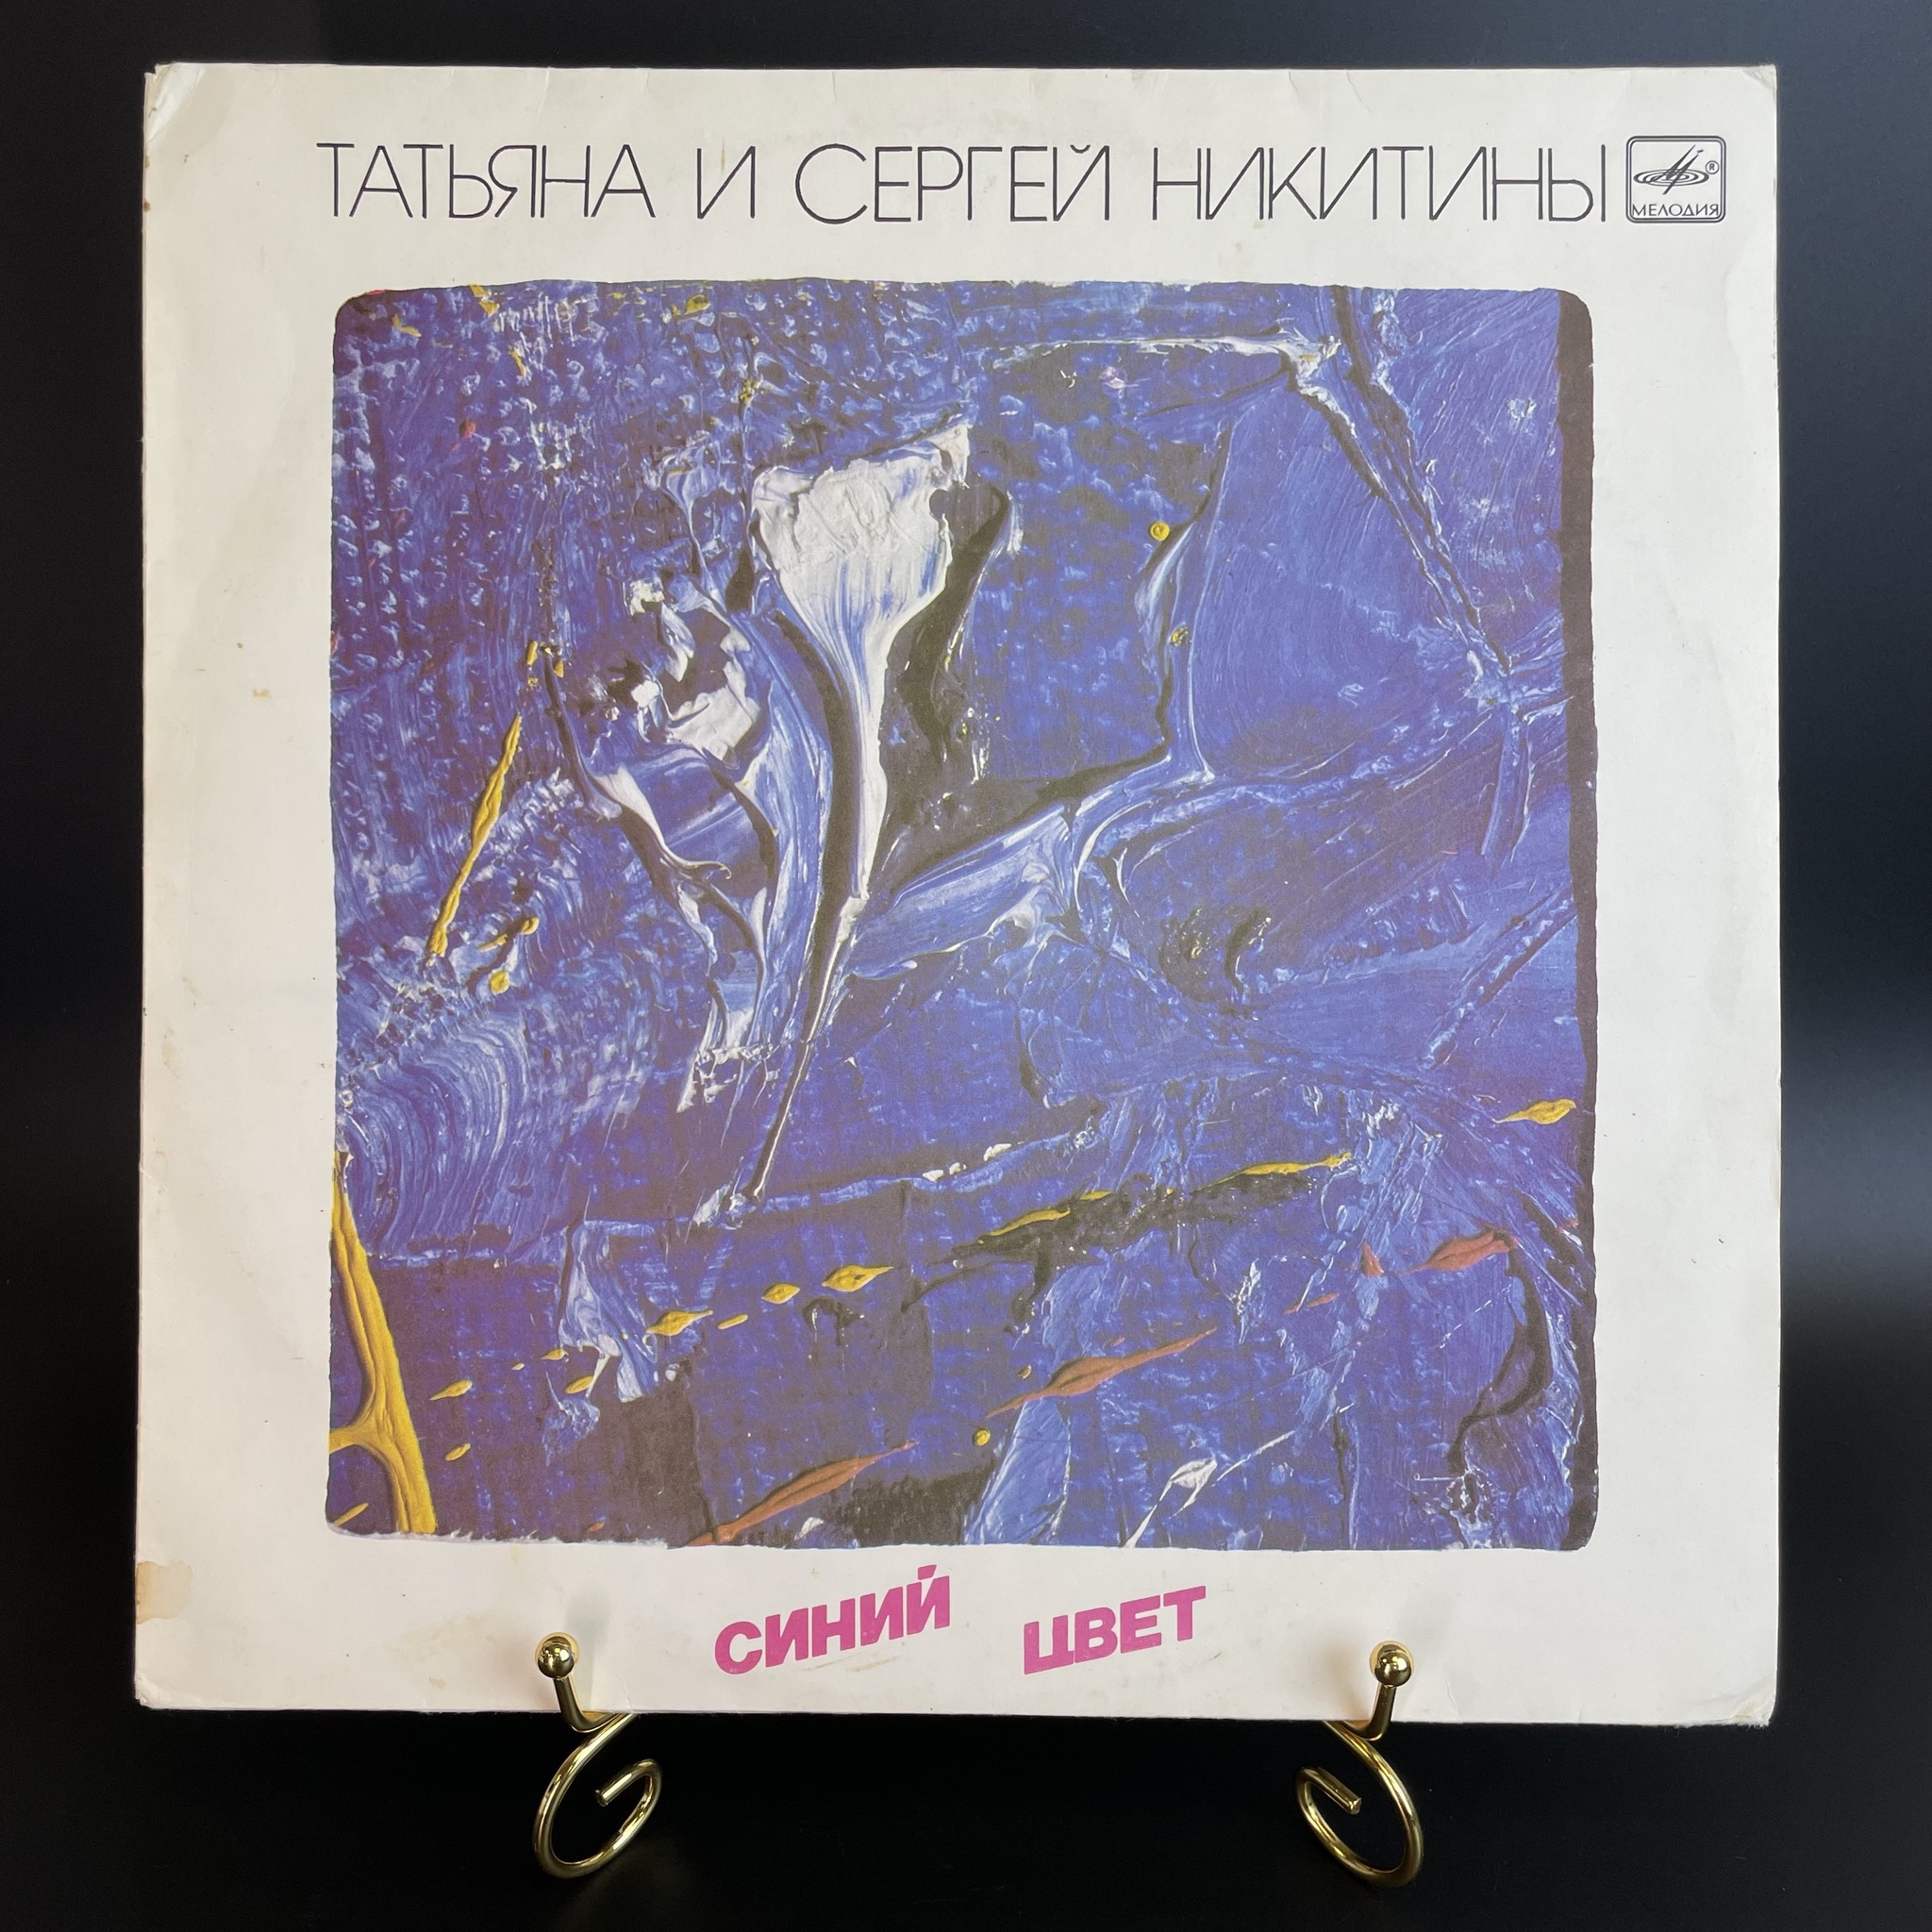 ТАТЬЯНА И СЕРГЕЙ НИКИТИНЫ
® МЕЛОДИЯ
СИНИЙ ЦВЕТ